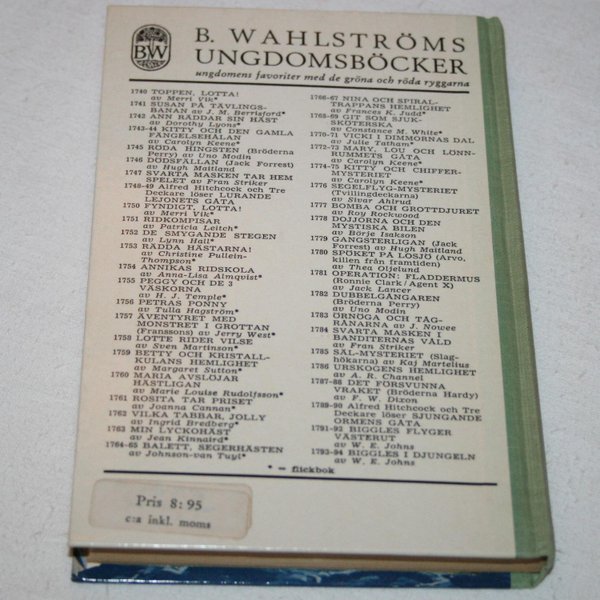 BW
B. WAHLSTRÖMS
UNGDOMSBÖCKER
ungdomens favoriter med de gröna och röda ryggarna
1740 TOPPEN, LOTTA!
av Merri Vik*
1741 SUSAN PÅ TÄVLINGS-
BANAN av J. M. Berrisford*
1742 ANN RÄDDAR SIN HÄST
av Dorothy Lyons*
1743-44 KITTY OCH DEN GAMLA
FÄNGELSEHÅLAN
av Carolyn Keene*
1745 RÖDA HINGSTEN (Bröderna
Perry) av Uno Modin
1746 DÖDSFÄLLAN (Jack Forrest)
av Hugh Maitland
1747 SVARTA MASKEN TAR HEM
SPELET av Fran Striker
1748-49 Alfred Hitchcock och Tre
Deckare löser LURANDE
LEJONETS GÅTA
1750 FYNDIGT, LOTTA!
av Merri Vik*
1751 RIDKOMPISAR
av Patricia Leitch*
1752 DE SMYGANDE STEGEN
av Lynn Hall*
1753 RÄDDA HÄSTARNA!
av Christine Pullein-
Thompson*
1754 ANNIKAS RIDSKOLA
av Anna-Lisa Almqvist*
1755 PEGGY OCH DE 3
VÄSKORNA
av H. J. Temple*
1756 PETRAS PONNY
av Tulla Hagström*
1757 ÄVENTYRET MED
MONSTRET I GROTTAN
(Franssons) av Jerry West*
1758 LOTTE RIDER VILSE
av Sven Martinson*
1759 BETTY OCH KRISTALL-
KULANS HEMLIGHET
av Margaret Sutton*
1760 MARIA AVSLÖJAR
HÄSTLIGAN
av Marie Louise Rudolfsson*
1761 ROSITA TAR PRISET
av Joanna Cannan*
1762 VILKA TABBAR, JOLLY
av Ingrid Bredberg*
1763 MIN LYCKOHÄST
av Jean Kinnaird*
1764-65 BALETT, SEGERHÄSTEN
av Johnson-van Tuyl*
1766-67 NINA OCH SPIRAL-
TRAPPANS HEMLIGHET
av Frances K. Judd*
1768-69 GIT SOM SJUK-
SKÖTERSKA
av Constance M. White*
1770-71 VICKI I DIMMORNAS DAL
av Julie Tatham*
1772-73 MARY, LOU OCH LÖNN-
RUMMETS GÅTA
av Carolyn Keene*
1774-75 KITTY OCH CHIFFER-
MYSTERIET
av Carolyn Keene*
1776 SEGELFLYG-MYSTERIET
(Tvillingdeckarna)
av Sivar Ahlrud
1777 BOMBA OCH GROTTDJURET
av Roy Rockwood
1778 DOJJORNA OCH DEN
MYSTISKA BILEN
av Börje Isakson
1779 GANGSTERLIGAN (Jack
Forrest) av Hugh Maitland
1780 SPÖKET PÅ LÖSJÖ (Arvo,
killen från framtiden)
av Thea Oljelund
1781 OPERATION: FLADDERMUS
(Ronnie Clark/Agent X)
av Jack Lancer
1782 DUBBELGÅNGAREN
(Bröderna Perry)
av Uno Modin
1783 ÖRNÖGA OCH TÅG-
RÅNARNA av J. Nowee
1784 SVARTA MASKEN I
BANDITERNAS VÅLD
av Fran Striker
1785 SÄL-MYSTERIET (Slag-
hökarna) av Kaj Martelius
1786 URSKOGENS HEMLIGHET
av A. R. Channel
1787-88 DET FÖRSVUNNA
VRAKET (Bröderna Hardy)
av F. W. Dixon
1789-90 Alfred Hitchcock och Tre
Deckare löser SJUNGANDE
ORMENS GÅTA
1791-92 BIGGLES FLYGER
VÄSTERUT
av W. E. Johns
1793-94 BIGGLES I DJUNGELN
av W. E. Johns
* = flickbok
Pris 8: 95
c:a inkl. moms